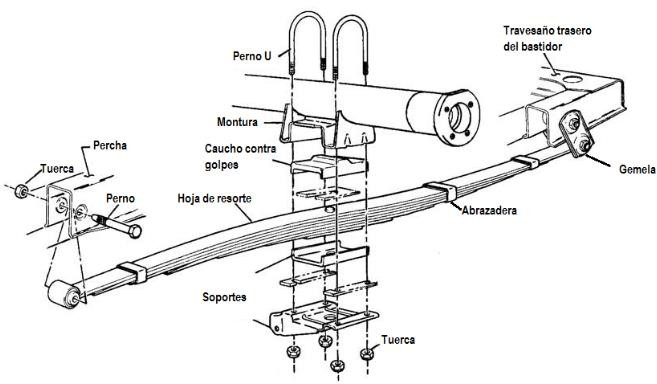 Travesaño trasero
del bastidor
Perno U
Montura
Percha
Caucho contra
golpes
Tuerca
Gemela
Perno
Hoja de resorte
Abrazadera
Soportes
Tuerca